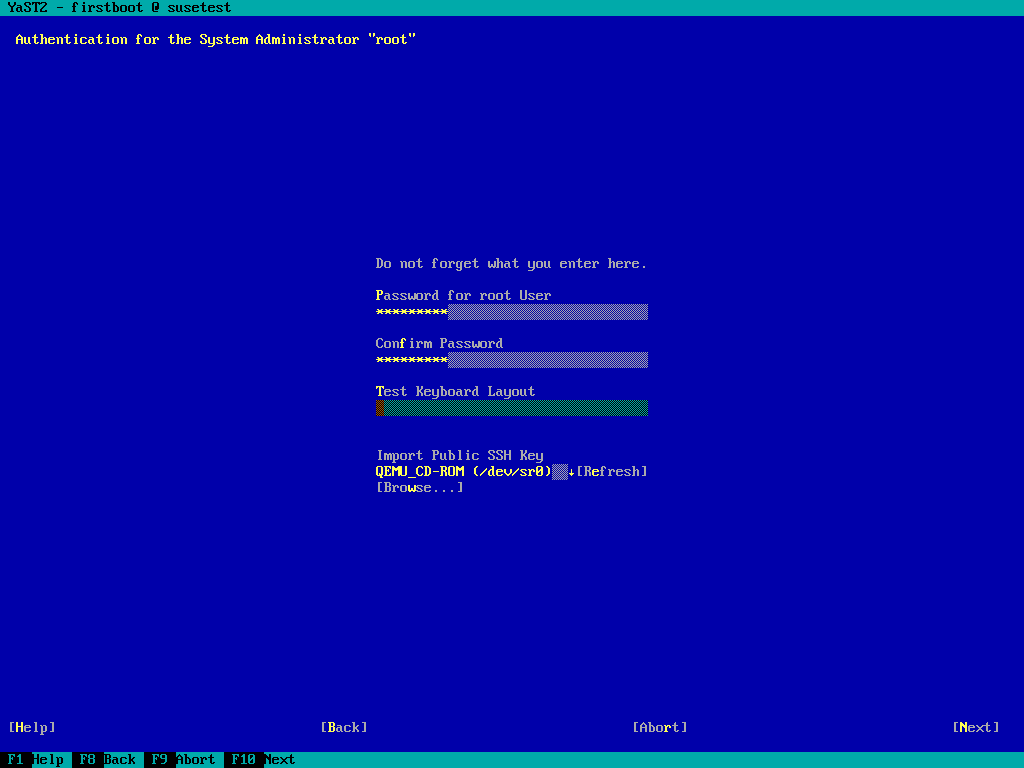 YaST2 - firstboot @ susetest
Authentication for the System Administrator "root"
Do not forget what you enter here.
Password for root User
*********
Confirm Password
*********
Test Keyboard Layout
Import Public SSH Key
QEMU_CD-ROM (/dev/sr0)↓[Refresh]
[Browse...]
[Help] [Back] [Abort] [Next]
F1 Help F8 Back F9 Abort F10 Next